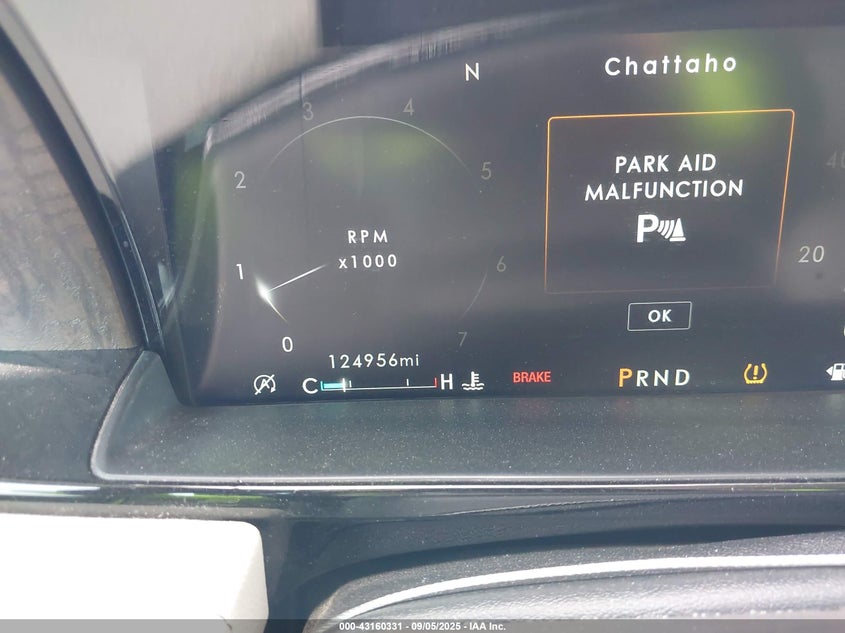 N
Chattaho
3
4
2
5
PARK AID
MALFUNCTION
P
RPM
x1000
1
6
20
0
7
OK
124956mi
C
H
BRAKE
PRND
(!)
000-43160331 - 09/05/2025 - IAA Inc.